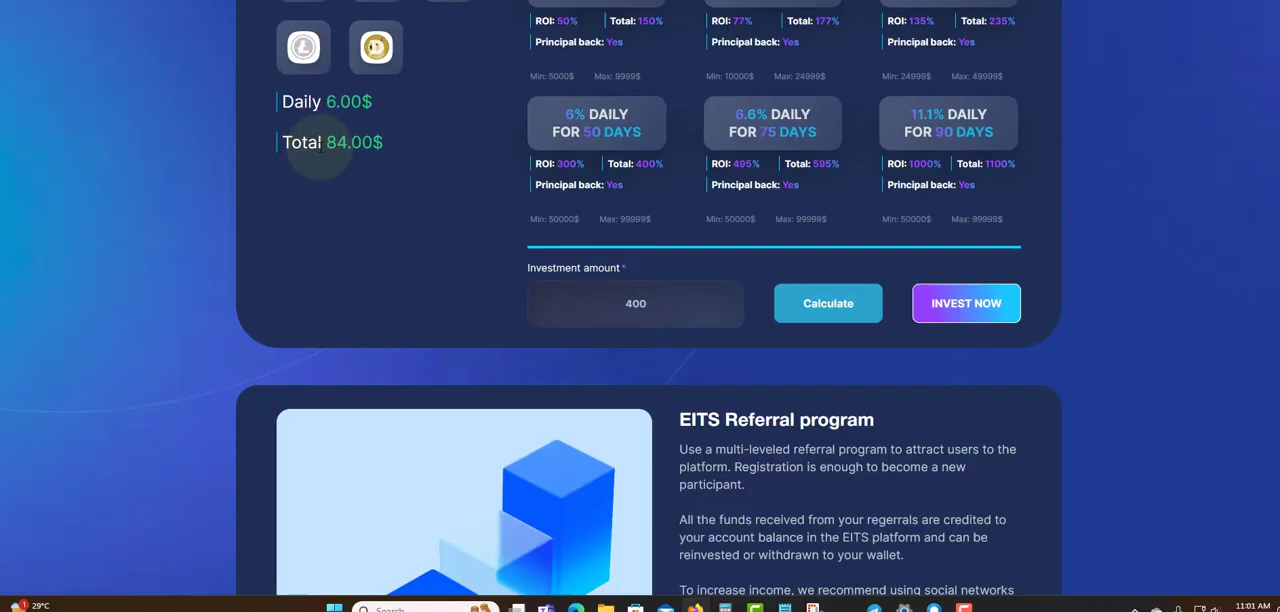 ROI: 50% Total: 150%
Principal back: Yes
Min: 5000$ Max: 9999$
ROI: 77% Total: 177%
Principal back: Yes
Min: 10000$ Max: 24999$
ROI: 135% Total: 235%
Principal back: Yes
Min: 24999$ Max: 49999$
Daily 6.00$
Total 84.00$
6% DAILY
FOR 50 DAYS
ROI: 300% Total: 400%
Principal back: Yes
Min: 50000$ Max: 99999$
6.6% DAILY
FOR 75 DAYS
ROI: 495% Total: 595%
Principal back: Yes
Min: 50000$ Max: 99999$
11.1% DAILY
FOR 90 DAYS
ROI: 1000% Total: 1100%
Principal back: Yes
Min: 50000$ Max: 99999$
Investment amount *
400
Calculate
INVEST NOW
EITS Referral program
Use a multi-leveled referral program to attract users to the
platform. Registration is enough to become a new
participant.
All the funds received from your regerrals are credited to
your account balance in the EITS platform and can be
reinvested or withdrawn to your wallet.
To increase income, we recommend using social networks
1
29°C
Search
11:01 AM